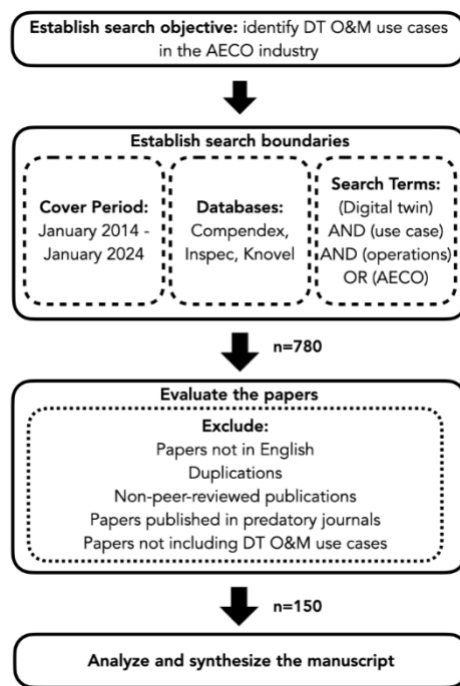 Establish search objective: identify DT O&M use cases
in the AECO industry
Establish search boundaries
Cover Period:
January 2014 -
January 2024
Databases:
Compendex,
Inspec, Knovel
Search Terms:
(Digital twin)
AND (use case)
AND (operations)
OR (AECO)
n=780
Evaluate the papers
Exclude:
Papers not in English
Duplications
Non-peer-reviewed publications
Papers published in predatory journals
Papers not including DT O&M use cases
n=150
Analyze and synthesize the manuscript